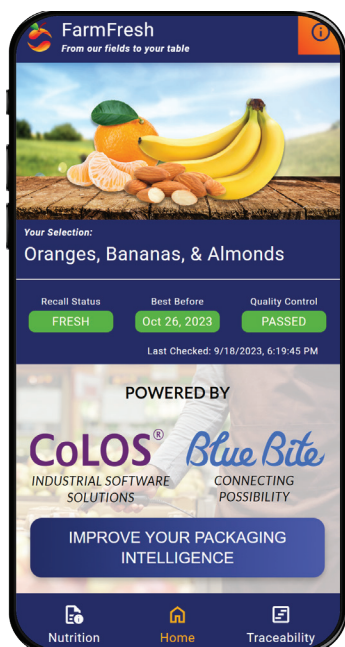 FarmFresh
From our fields to your table
Your Selection:
Oranges, Bananas, & Almonds
Recall Status
Best Before
Quality Control
FRESH
Oct 26, 2023
PASSED
Last Checked: 9/18/2023, 6:19:45 PM
POWERED BY
CoLOS®
Blue Bite
INDUSTRIAL SOFTWARE
SOLUTIONS
CONNECTING
POSSIBILITY
IMPROVE YOUR PACKAGING
INTELLIGENCE
Nutrition
Home
Traceability